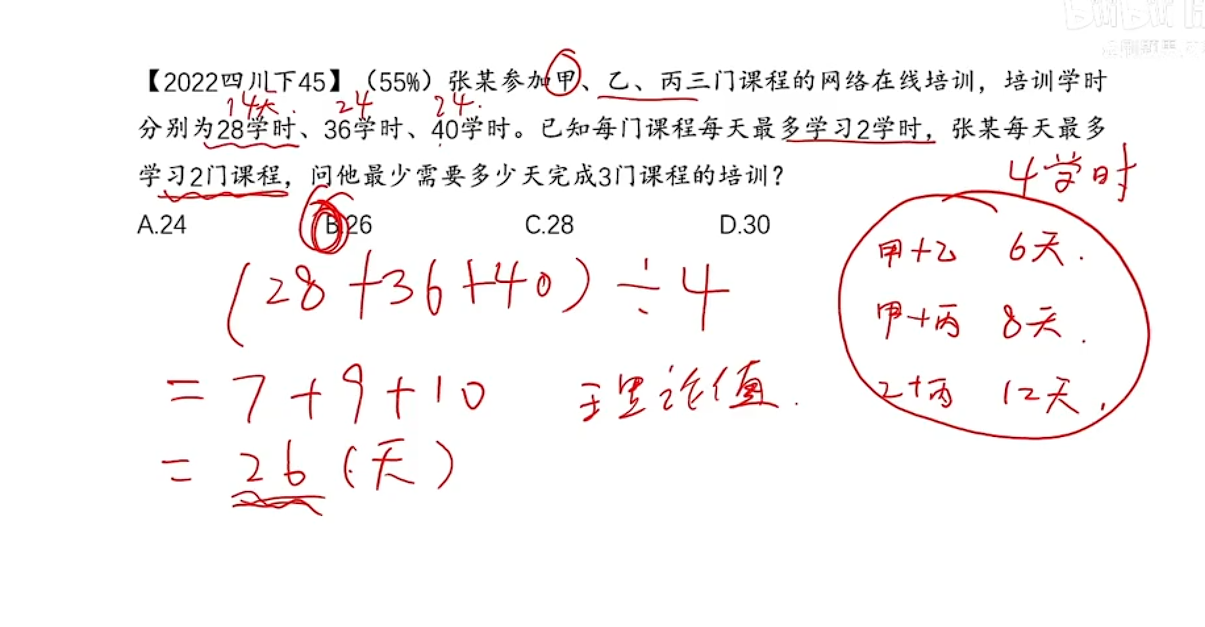 BiliBili
【2022四川下45】（55%）张某参加甲、乙、丙三门课程的网络在线培训，培训学时
14天. 24 24.
分别为28学时、36学时、40学时。已知每门课程每天最多学习2学时，张某每天最多
学习2门课程，问他最少需要多少天完成3门课程的培训？
4学时
A.24 B.26 C.28 D.30
甲+乙 6天.
(28+36+40)÷4
甲+丙 8天.
=7+9+10 理论值.
乙+丙 12天.
=26(天)